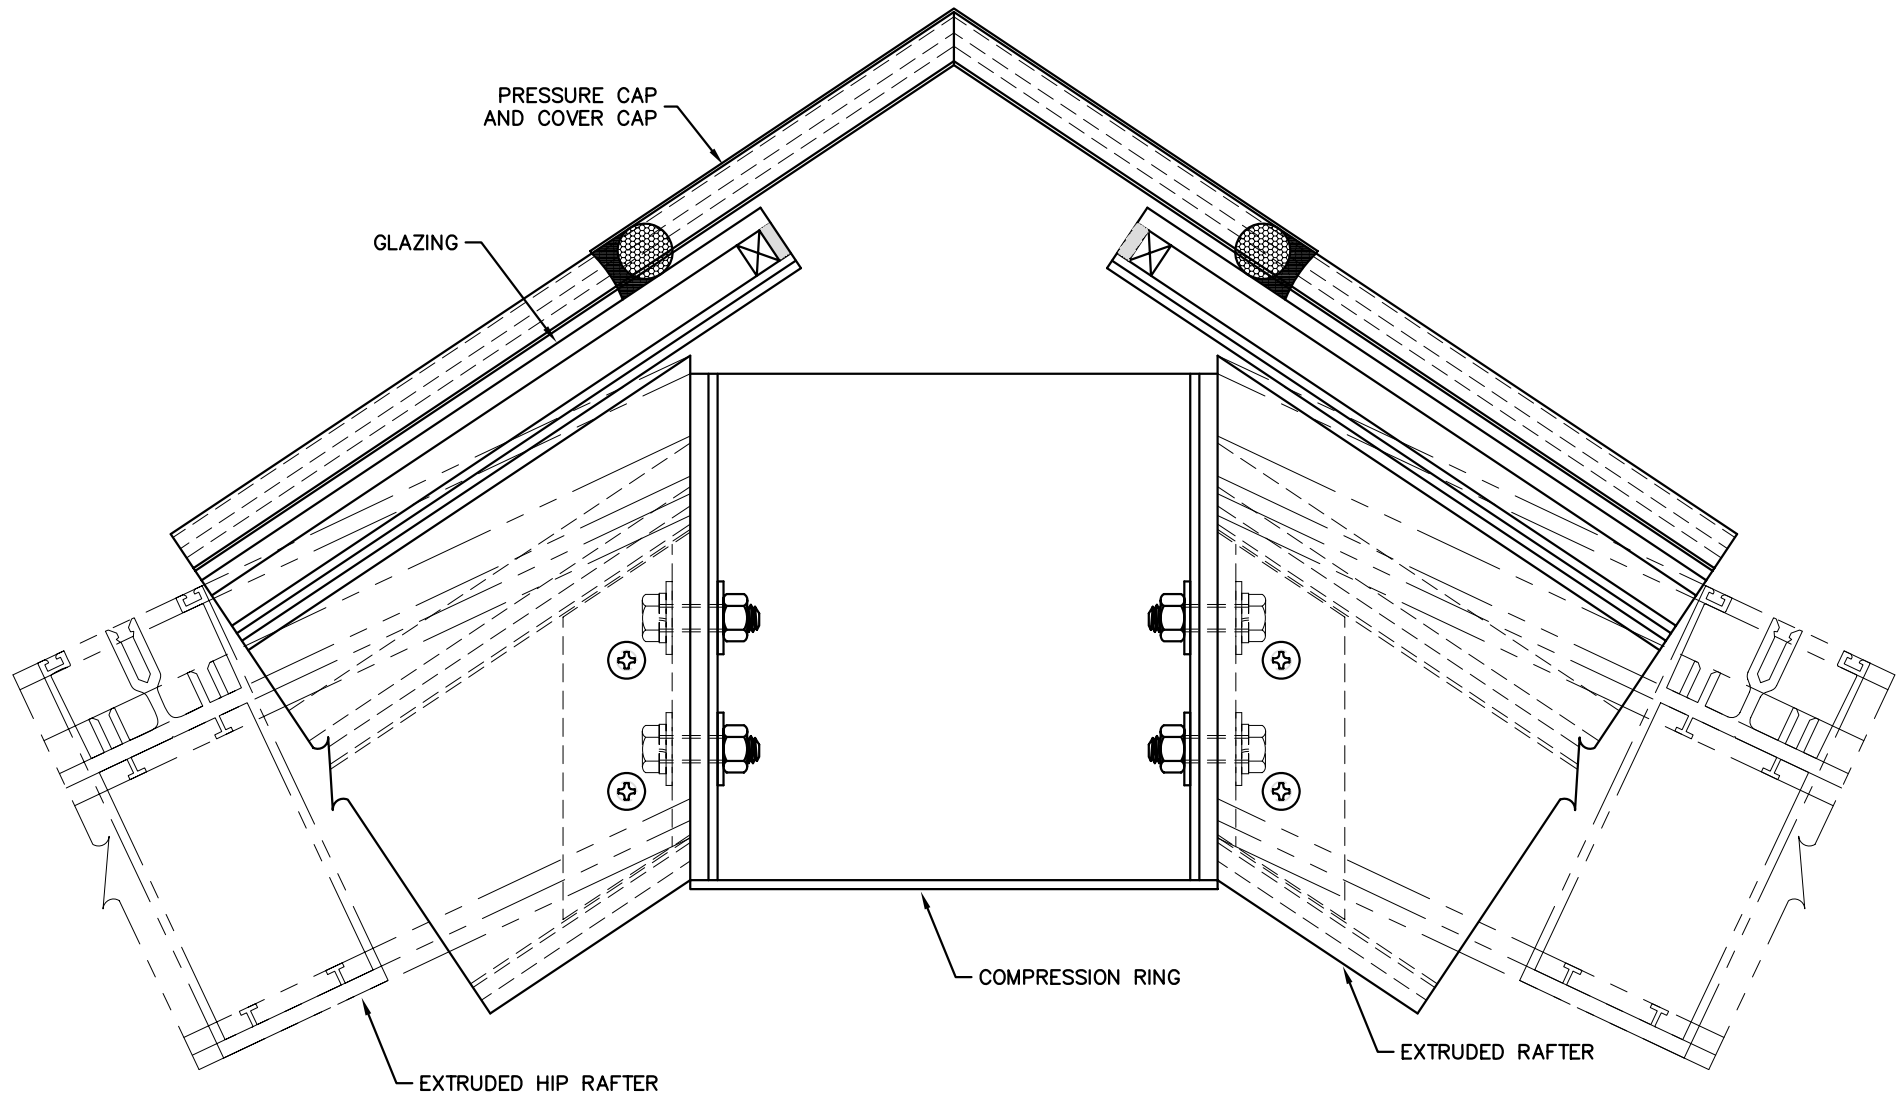 PRESSURE CAP
AND COVER CAP
GLAZING
COMPRESSION RING
EXTRUDED RAFTER
EXTRUDED HIP RAFTER